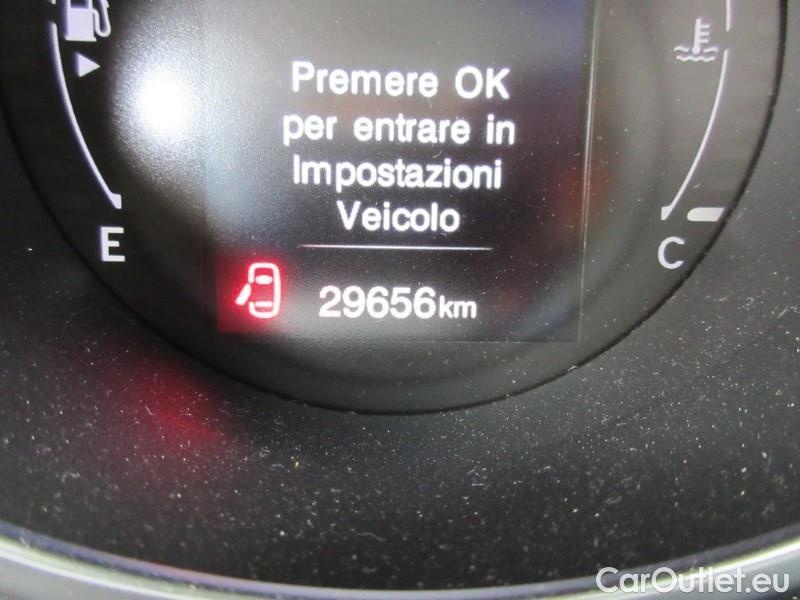 Premere OK
per entrare in
Impostazioni
Veicolo
E
C
29656km
CarOutlet.eu